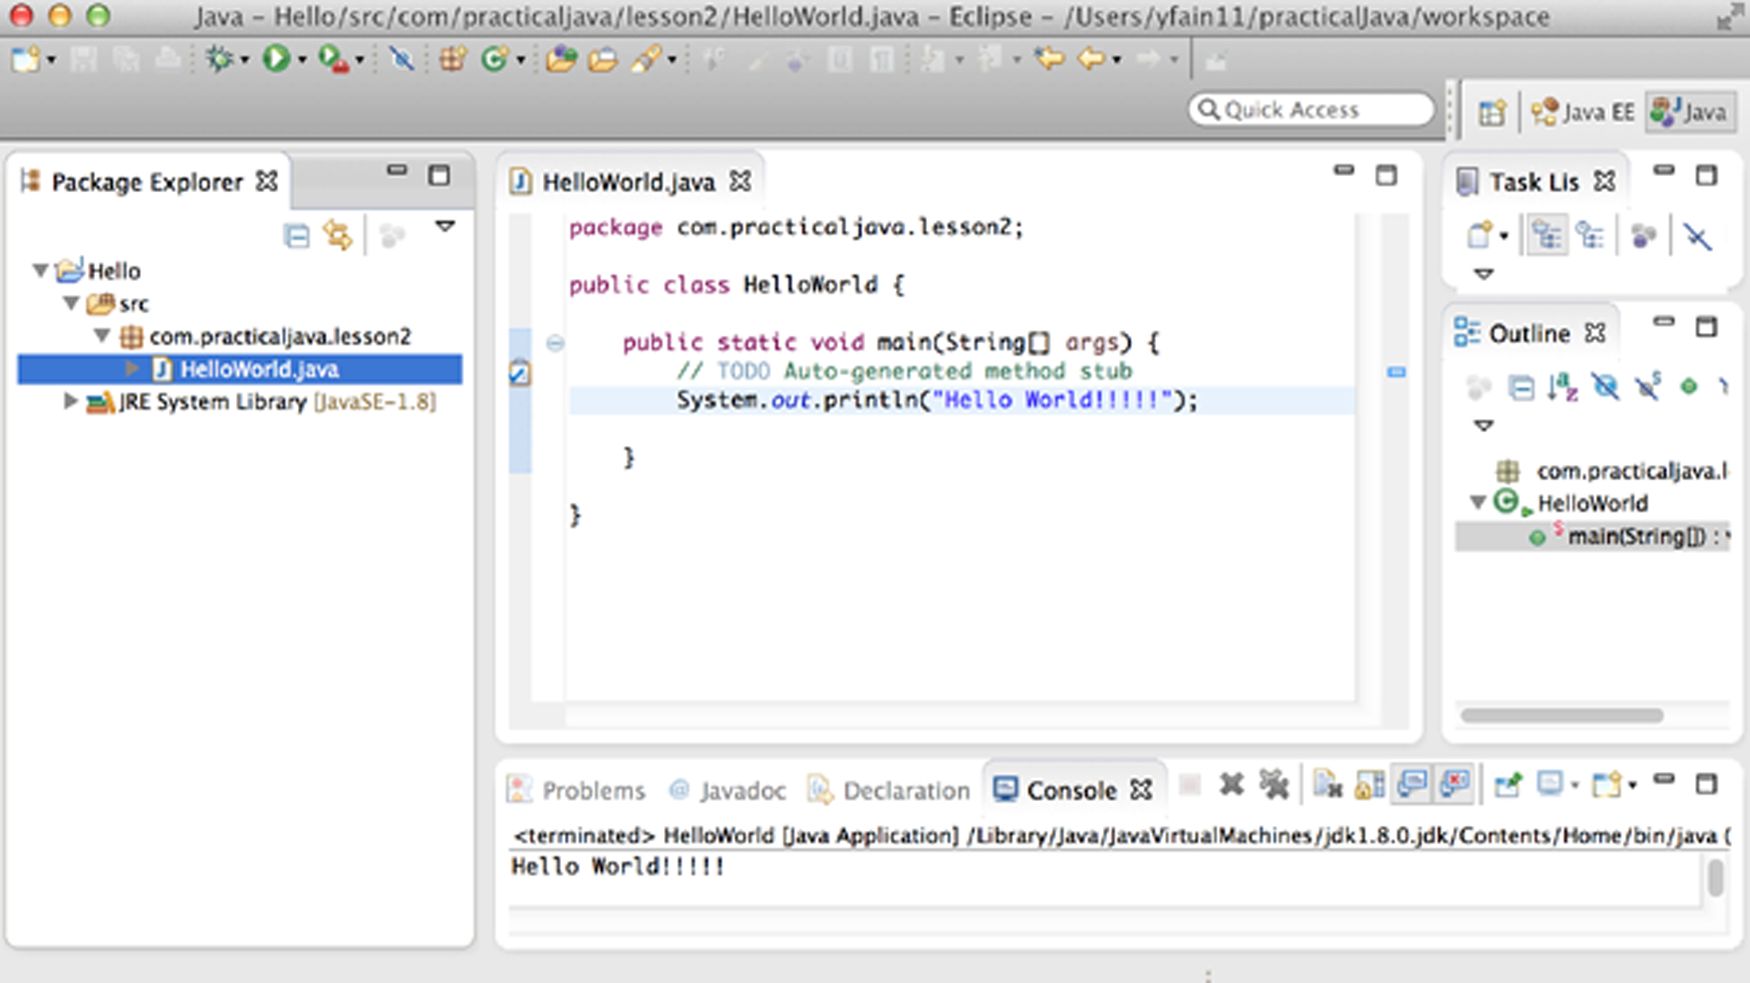 Java – Hello/src/com/practicaljava/lesson2/HelloWorld.java – Eclipse – /Users/yfain11/practicalJava/workspace
Quick Access
Java EE
Java
Package Explorer
Hello
src
com.practicaljava.lesson2
HelloWorld.java
JRE System Library [JavaSE-1.8]
HelloWorld.java
package com.practicaljava.lesson2;
public class HelloWorld {
public static void main(String[] args) {
// TODO Auto-generated method stub
System.out.println("Hello World!!!!!");
}
}
Task Lis
Outline
com.practicaljava.l
HelloWorld
main(String[]) :
Problems
@ Javadoc
Declaration
Console
<terminated> HelloWorld [Java Application] /Library/Java/JavaVirtualMachines/jdk1.8.0.jdk/Contents/Home/bin/java (
Hello World!!!!!